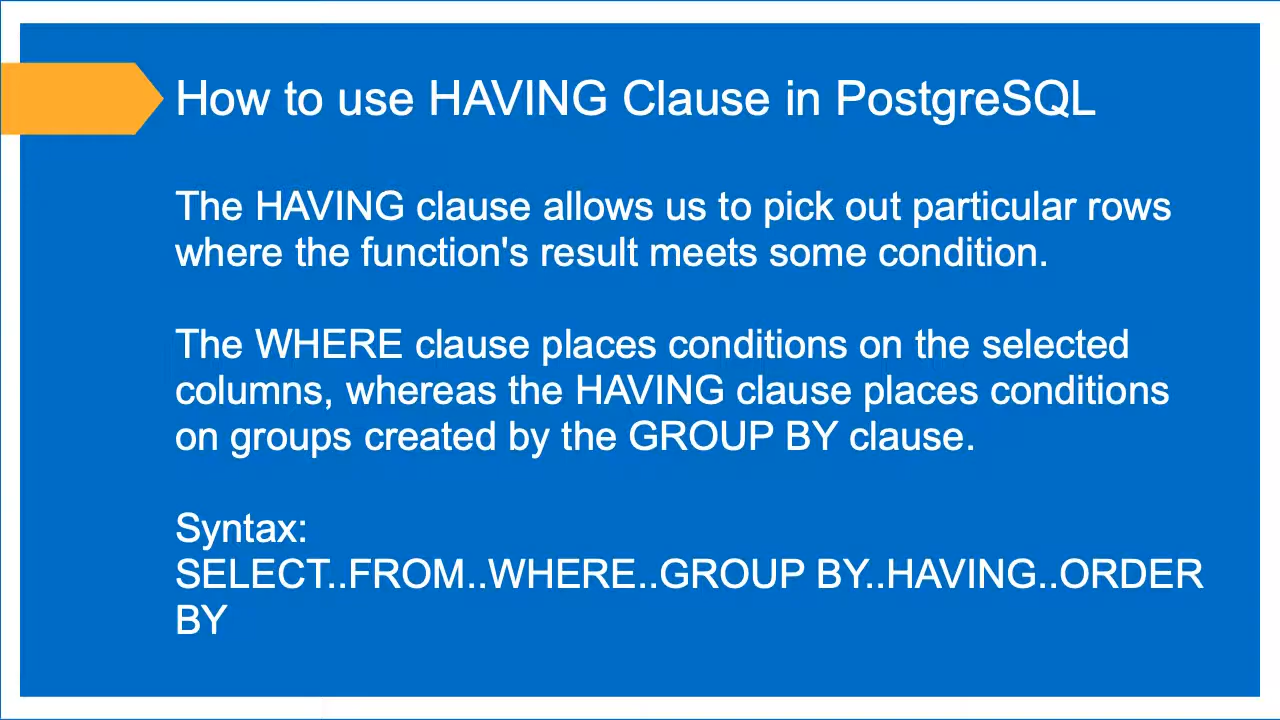 How to use HAVING Clause in PostgreSQL
The HAVING clause allows us to pick out particular rows
where the function's result meets some condition.
The WHERE clause places conditions on the selected
columns, whereas the HAVING clause places conditions
on groups created by the GROUP BY clause.
Syntax:
SELECT..FROM..WHERE..GROUP BY..HAVING..ORDER
BY